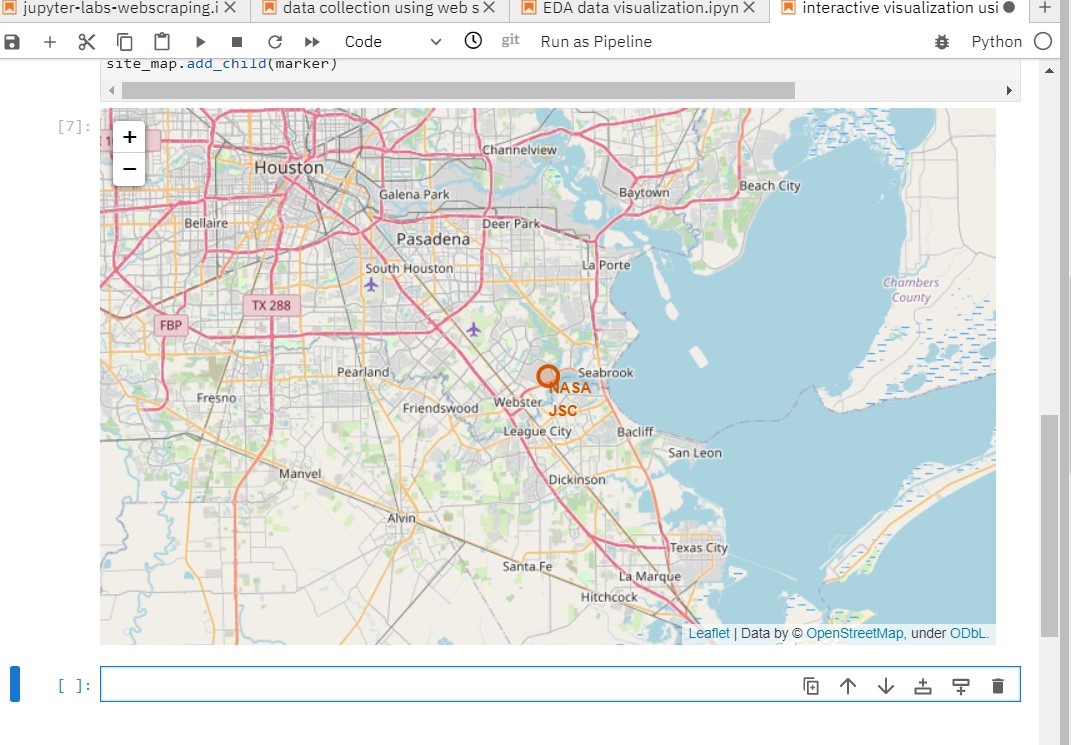 jupyter-labs-webscraping.i
data collection using web s
EDA data visualization.ipyn
interactive visualization usi
Code
git
Run as Pipeline
Python
site_map.add_child(marker)
[7]:
+
−
Channelview
Houston
Baytown
Beach City
Galena Park
Bellaire
Deer Park
Pasadena
La Porte
South Houston
Chambers
County
TX 288
FBP
Pearland
Seabrook
NASA
JSC
Fresno
Webster
Friendswood
League City
Bacliff
San Leon
Manvel
Dickinson
Alvin
Texas City
Santa Fe
La Marque
Hitchcock
Leaflet | Data by © OpenStreetMap, under ODbL.
[ ]: